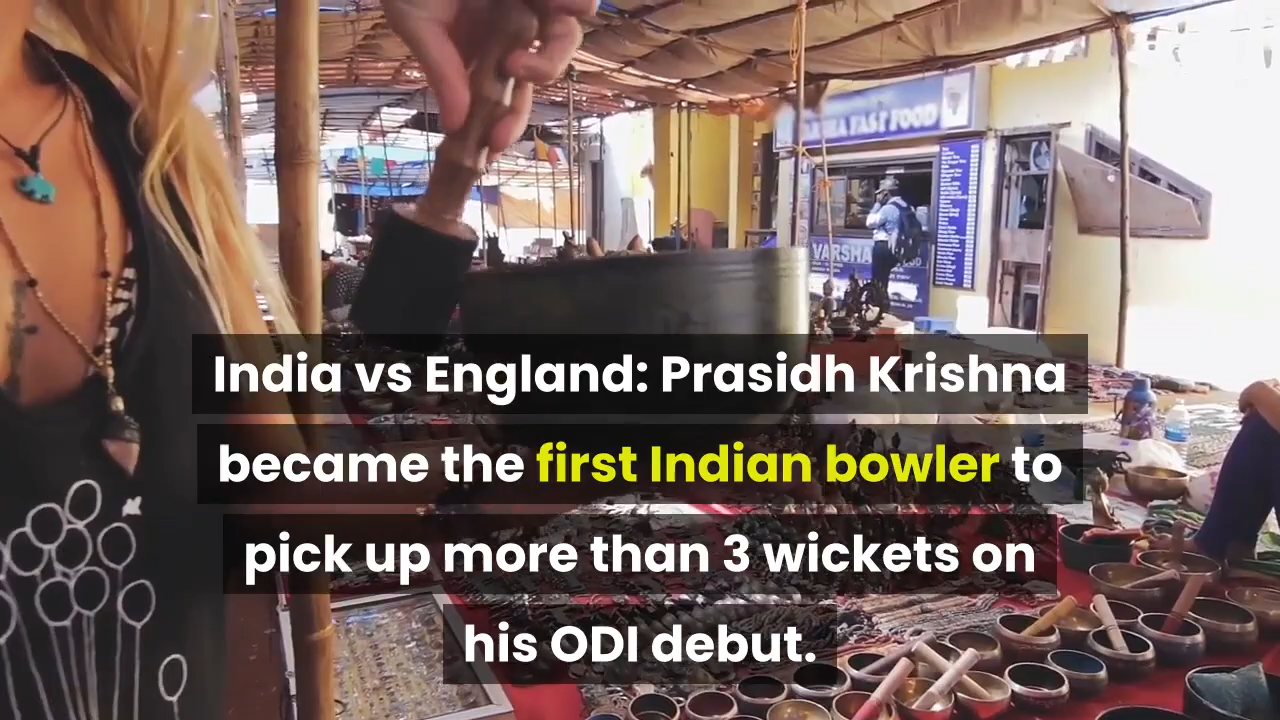 FAST FOOD
VARSHA
India vs England: Prasidh Krishna
became the first Indian bowler to
pick up more than 3 wickets on
his ODI debut.